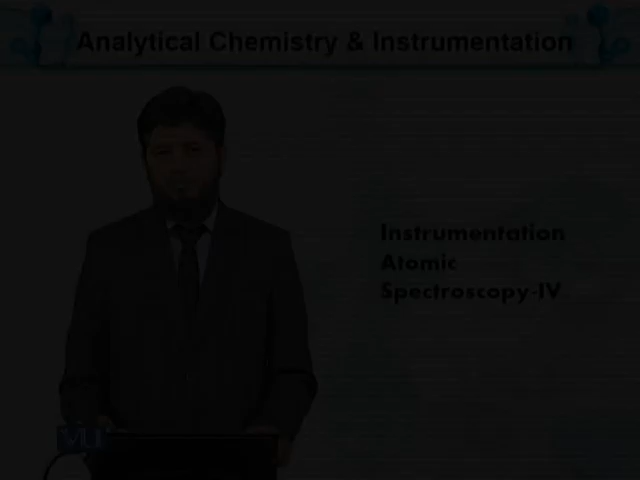 Analytical Chemistry & Instrumentation
Instrumentation
Atomic
Spectroscopy-IV